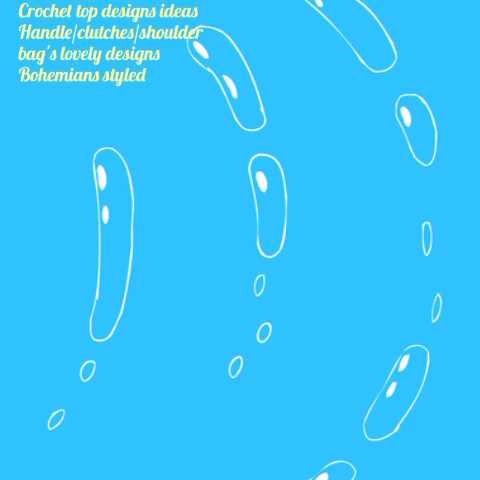 Crochet top designs ideas
Handle/clutches/shoulder
bag's lovely designs
Bohemians styled